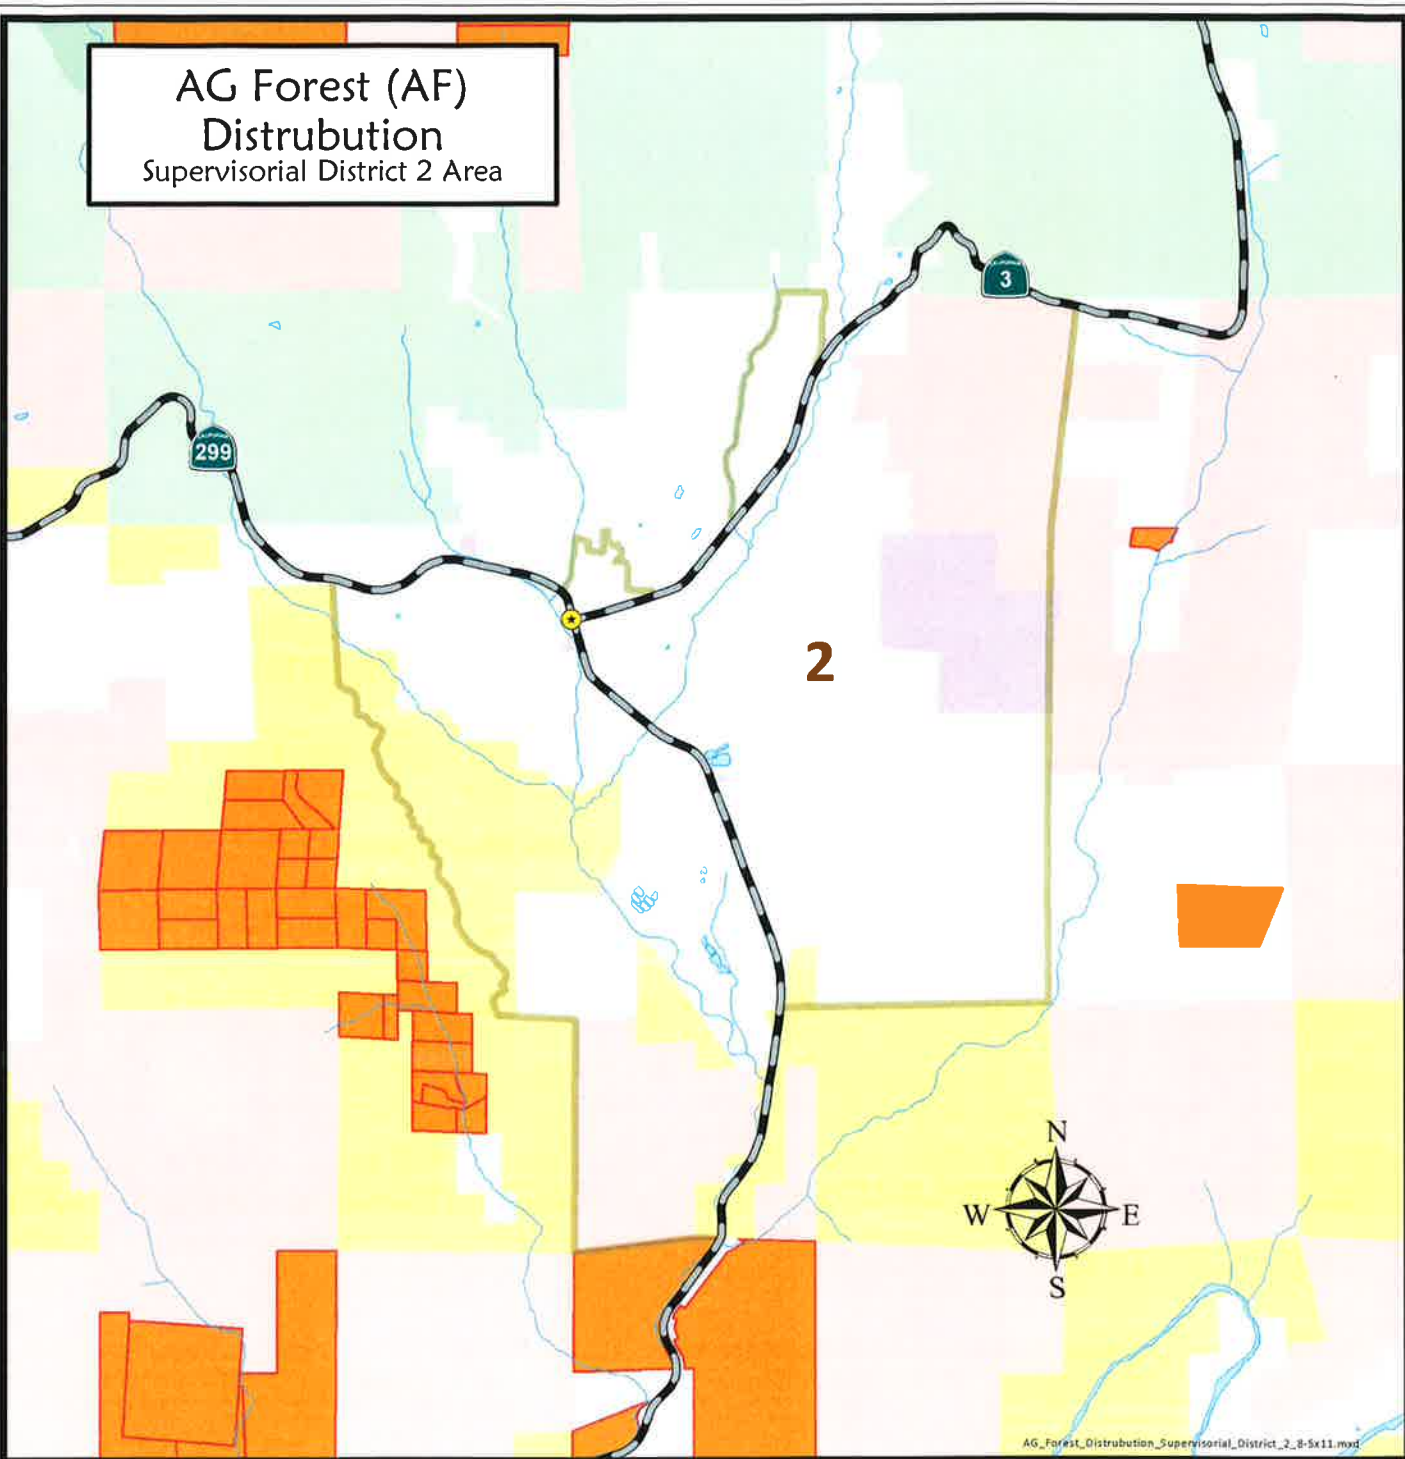 AG Forest (AF)
Distrubution
Supervisorial District 2 Area
3
299
2
N
W
E
S
AG_Forest_Distrubution_Supervisorial_District_2_8-5x11.mxd